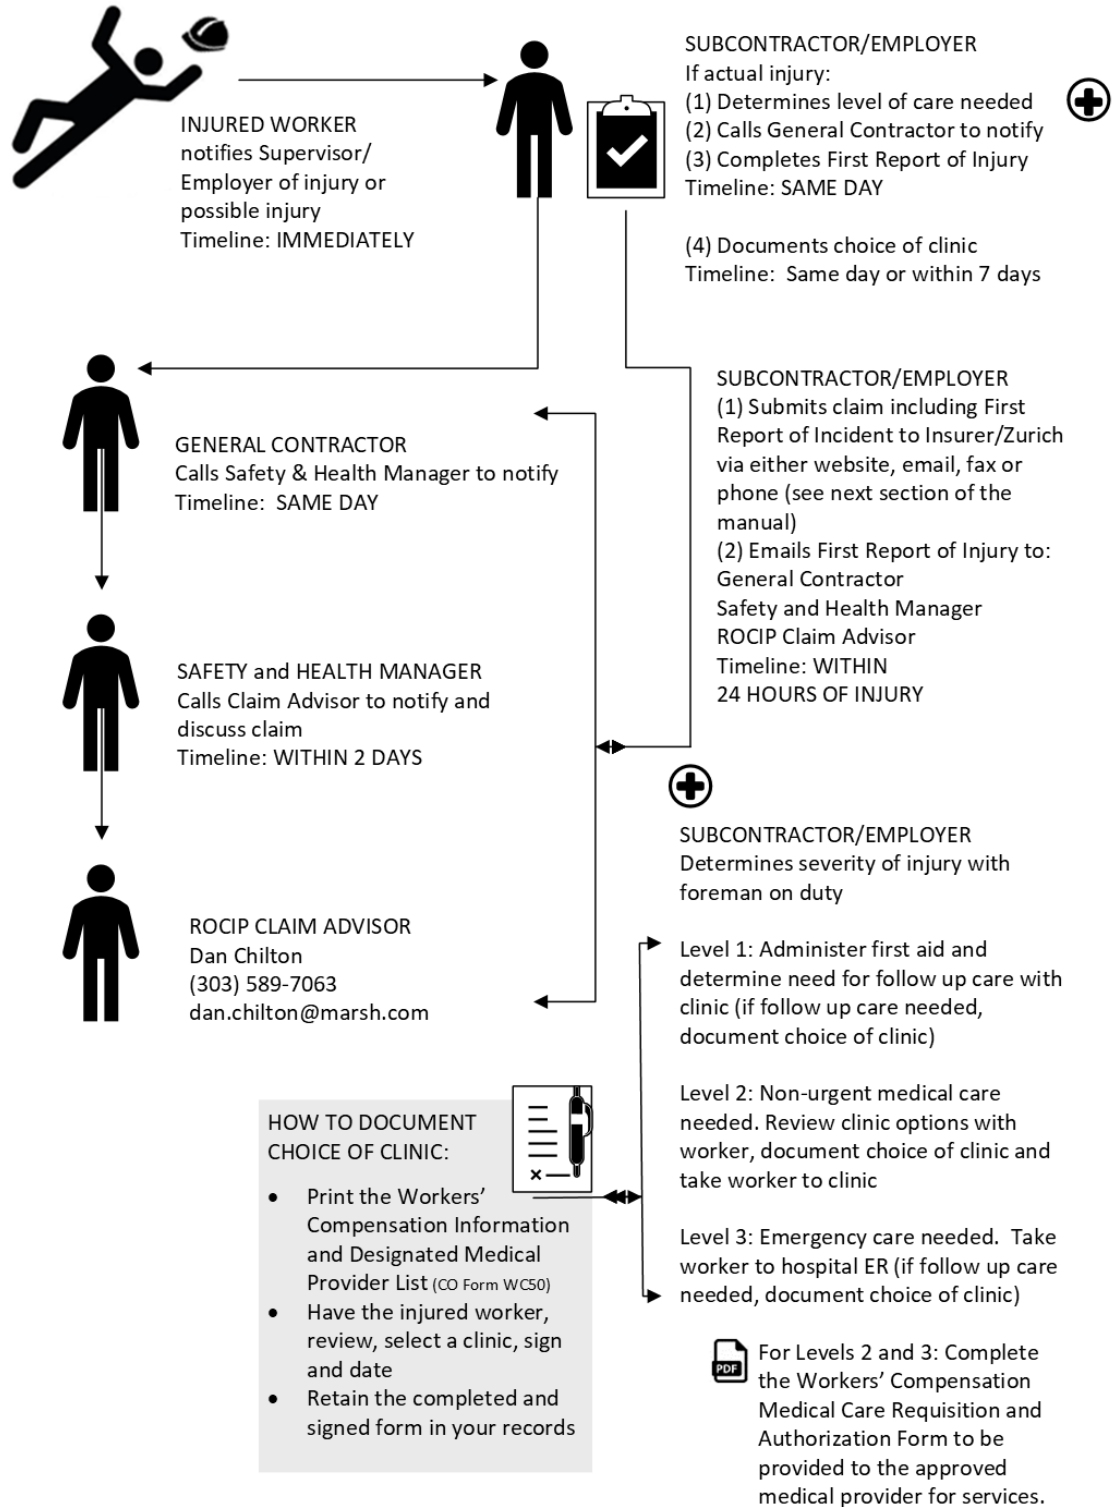 INJURED WORKER
notifies Supervisor/
Employer of injury or
possible injury
Timeline: IMMEDIATELY
SUBCONTRACTOR/EMPLOYER
If actual injury:
(1) Determines level of care needed
(2) Calls General Contractor to notify
(3) Completes First Report of Injury
Timeline: SAME DAY
(4) Documents choice of clinic
Timeline:  Same day or within 7 days
GENERAL CONTRACTOR
Calls Safety & Health Manager to notify
Timeline:  SAME DAY
SUBCONTRACTOR/EMPLOYER
(1) Submits claim including First
Report of Incident to Insurer/Zurich
via either website, email, fax or
phone (see next section of the
manual)
(2) Emails First Report of Injury to:
General Contractor
Safety and Health Manager
ROCIP Claim Advisor
Timeline: WITHIN
24 HOURS OF INJURY
SAFETY and HEALTH MANAGER
Calls Claim Advisor to notify and
discuss claim
Timeline: WITHIN 2 DAYS
ROCIP CLAIM ADVISOR
Dan Chilton
(303) 589-7063
dan.chilton@marsh.com
SUBCONTRACTOR/EMPLOYER
Determines severity of injury with
foreman on duty
Level 1: Administer first aid and
determine need for follow up care with
clinic (if follow up care needed,
document choice of clinic)
Level 2: Non-urgent medical care
needed. Review clinic options with
worker, document choice of clinic and
take worker to clinic
Level 3: Emergency care needed.  Take
worker to hospital ER (if follow up care
needed, document choice of clinic)
HOW TO DOCUMENT
CHOICE OF CLINIC:
• Print the Workers’
Compensation Information
and Designated Medical
Provider List (CO Form WC50)
• Have the injured worker,
review, select a clinic, sign
and date
• Retain the completed and
signed form in your records
PDF
For Levels 2 and 3: Complete
the Workers’ Compensation
Medical Care Requisition and
Authorization Form to be
provided to the approved
medical provider for services.